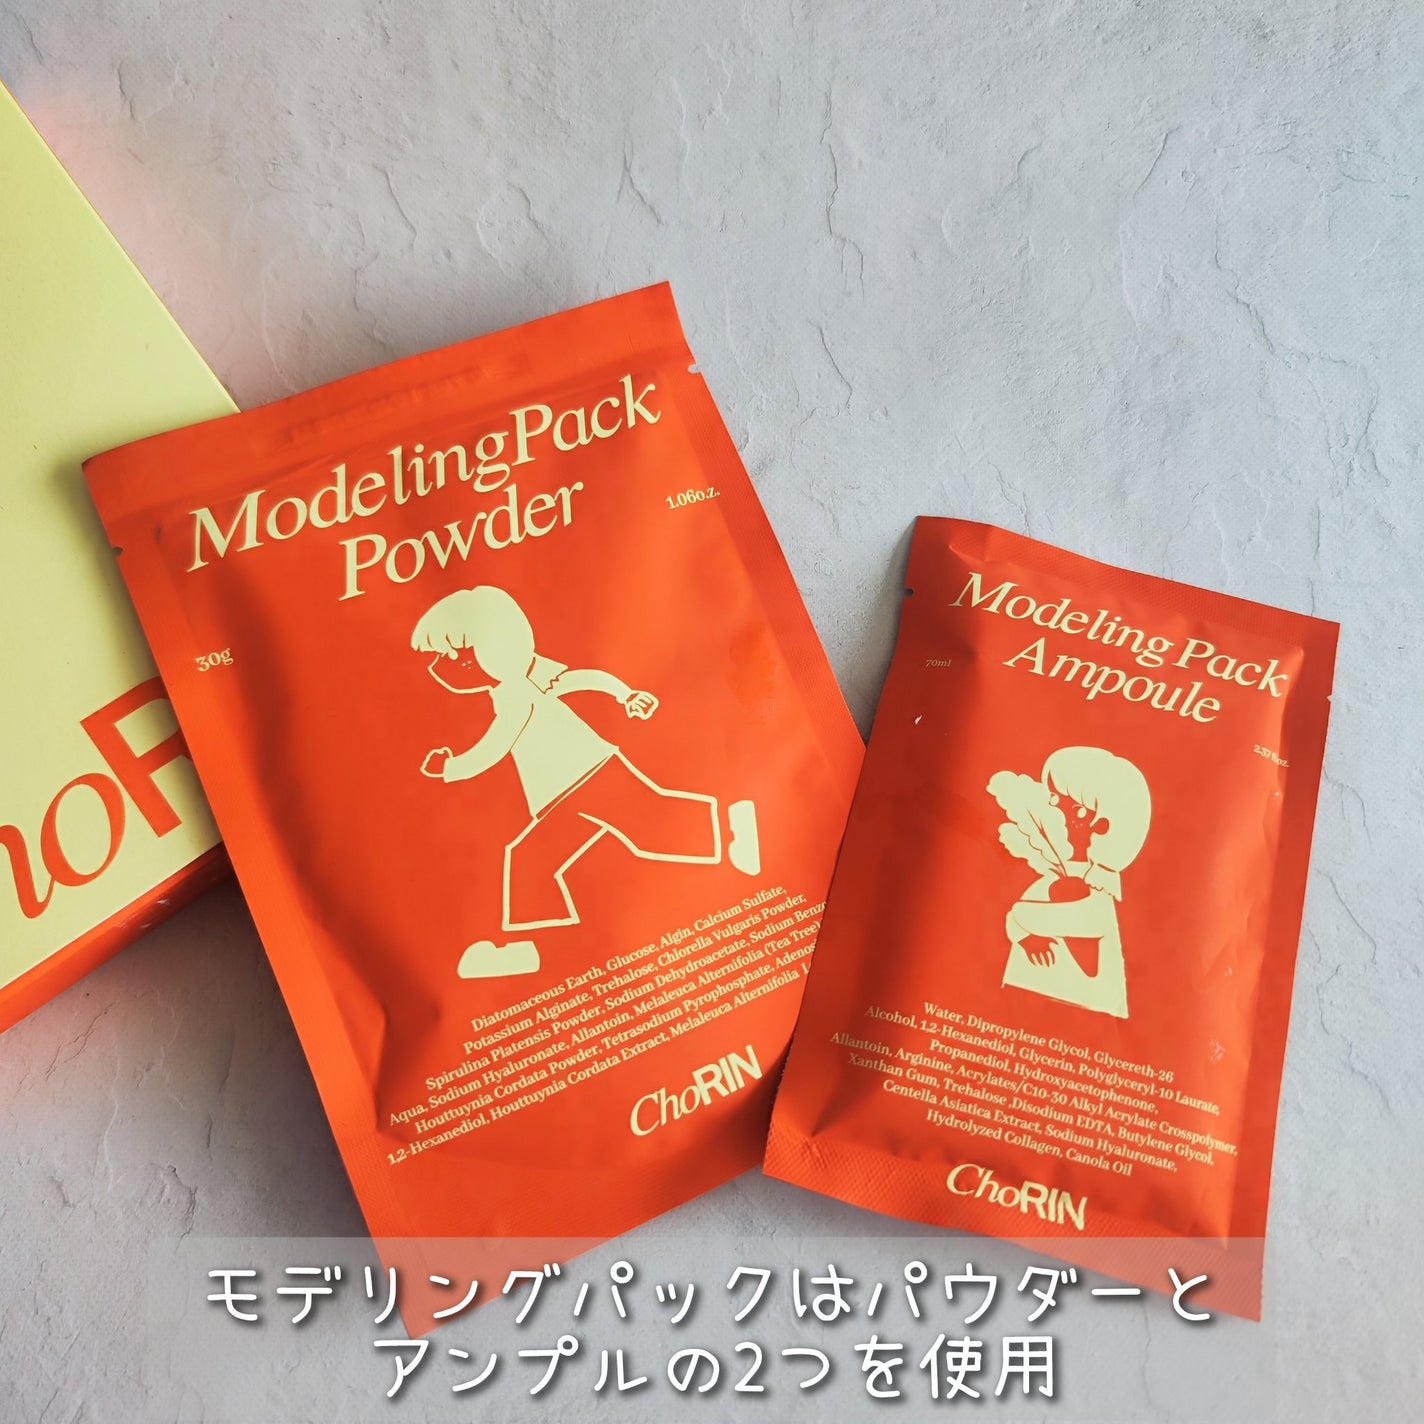 ModelingPack
Powder
1.06o.z.
30g
Diatomaceous Earth, Glucose, Algin, Calcium Sulfate,
Potassium Alginate, Trehalose, Chlorella Vulgaris Powder,
Spirulina Platensis Powder, Sodium Dehydroacetate, Sodium
Aqua, Sodium Hyaluronate, Allantoin, Melaleuca Alternifolia (Tea Tree)
Houttuynia Cordata Powder, Tetrasodium Pyrophosphate,
1,2-Hexanediol, Houttuynia Cordata Extract, Melaleuca Alternifolia
ChoRIN
Modeling Pack
Ampoule
70ml
2.37fl.oz.
Water, Dipropylene Glycol, Glycereth-26
Alcohol, 1,2-Hexanediol, Glycerin, Polyglyceryl-10 Laurate,
Propanediol, Hydroxyacetophenone,
Allantoin, Arginine, Acrylates/C10-30 Alkyl Acrylate Crosspolymer,
Xanthan Gum, Trehalose ,Disodium EDTA, Butylene Glycol,
Centella Asiatica Extract, Sodium Hyaluronate,
Hydrolyzed Collagen, Canola Oil
ChoRIN
モデリングパックはパウダーと
アンプルの2つを使用